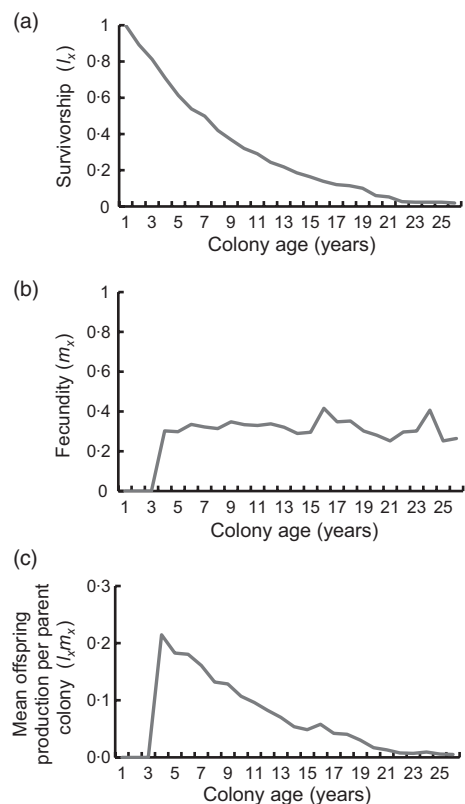 (a)
1
0·8
0·6
0·4
0·2
0
Survivorship (lx)
1 3 5 7 9 11 13 15 17 19 21 23 25
Colony age (years)
(b)
1
0·8
0·6
0·4
0·2
0
Fecundity (mx)
1 3 5 7 9 11 13 15 17 19 21 23 25
Colony age (years)
(c)
0·3
0·2
0·1
0·0
Mean offspring
production per parent
colony (lxmx)
1 3 5 7 9 11 13 15 17 19 21 23 25
Colony age (years)